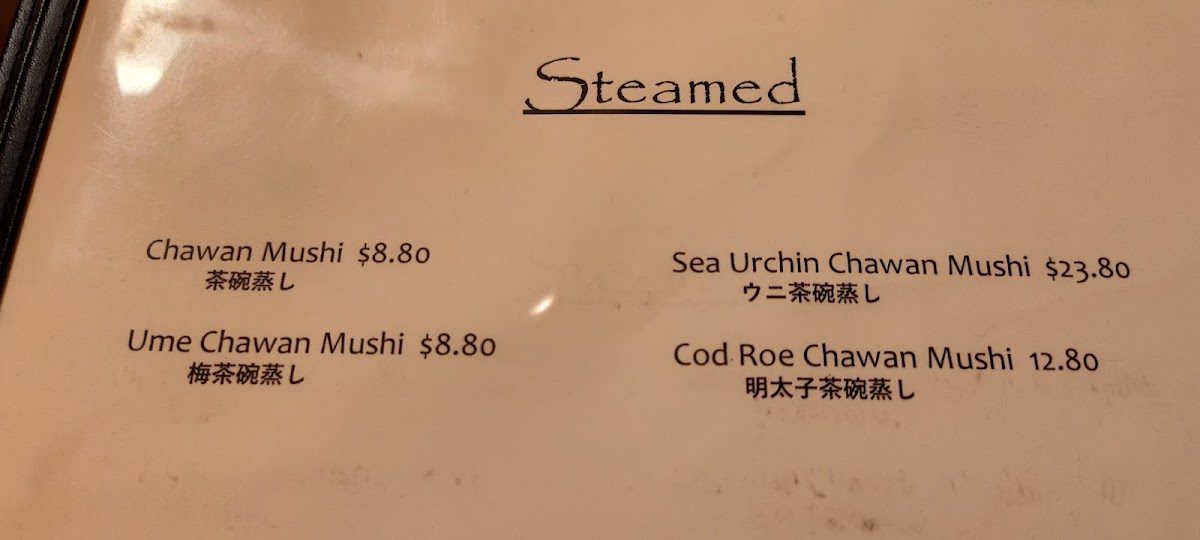 Steamed
Chawan Mushi $8.80
茶碗蒸し
Ume Chawan Mushi $8.80
梅茶碗蒸し
Sea Urchin Chawan Mushi $23.80
ウニ茶碗蒸し
Cod Roe Chawan Mushi 12.80
明太子茶碗蒸し